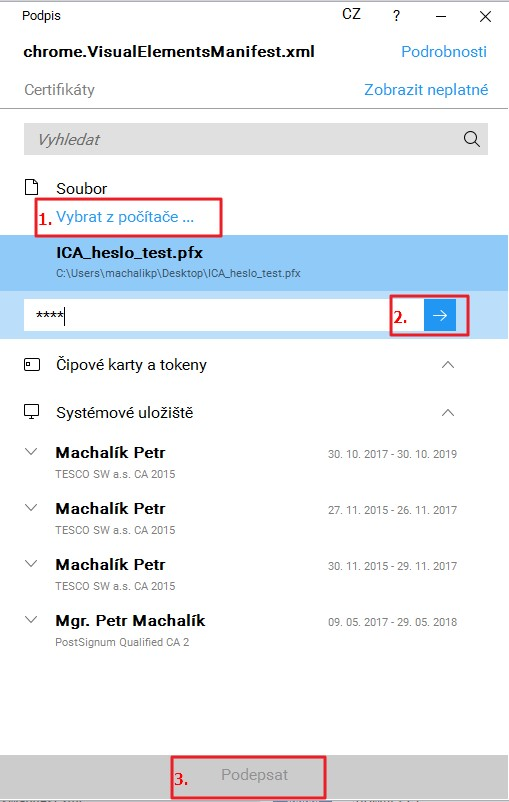 Podpis CZ ?
chrome.VisualElementsManifest.xml Podrobnosti
Certifikáty Zobrazit neplatné
Vyhledat
Soubor
1. Vybrat z počítače ...
ICA_heslo_test.pfx
C:\Users\machalikp\Desktop\ICA_heslo_test.pfx
**** 2.
Čipové karty a tokeny
Systémové uložiště
Machalík Petr 30. 10. 2017 - 30. 10. 2019
TESCO SW a.s. CA 2015
Machalík Petr 27. 11. 2015 - 26. 11. 2017
TESCO SW a.s. CA 2015
Machalík Petr 30. 11. 2015 - 29. 11. 2017
TESCO SW a.s. CA 2015
Mgr. Petr Machalík 09. 05. 2017 - 29. 05. 2018
PostSignum Qualified CA 2
3. Podepsat